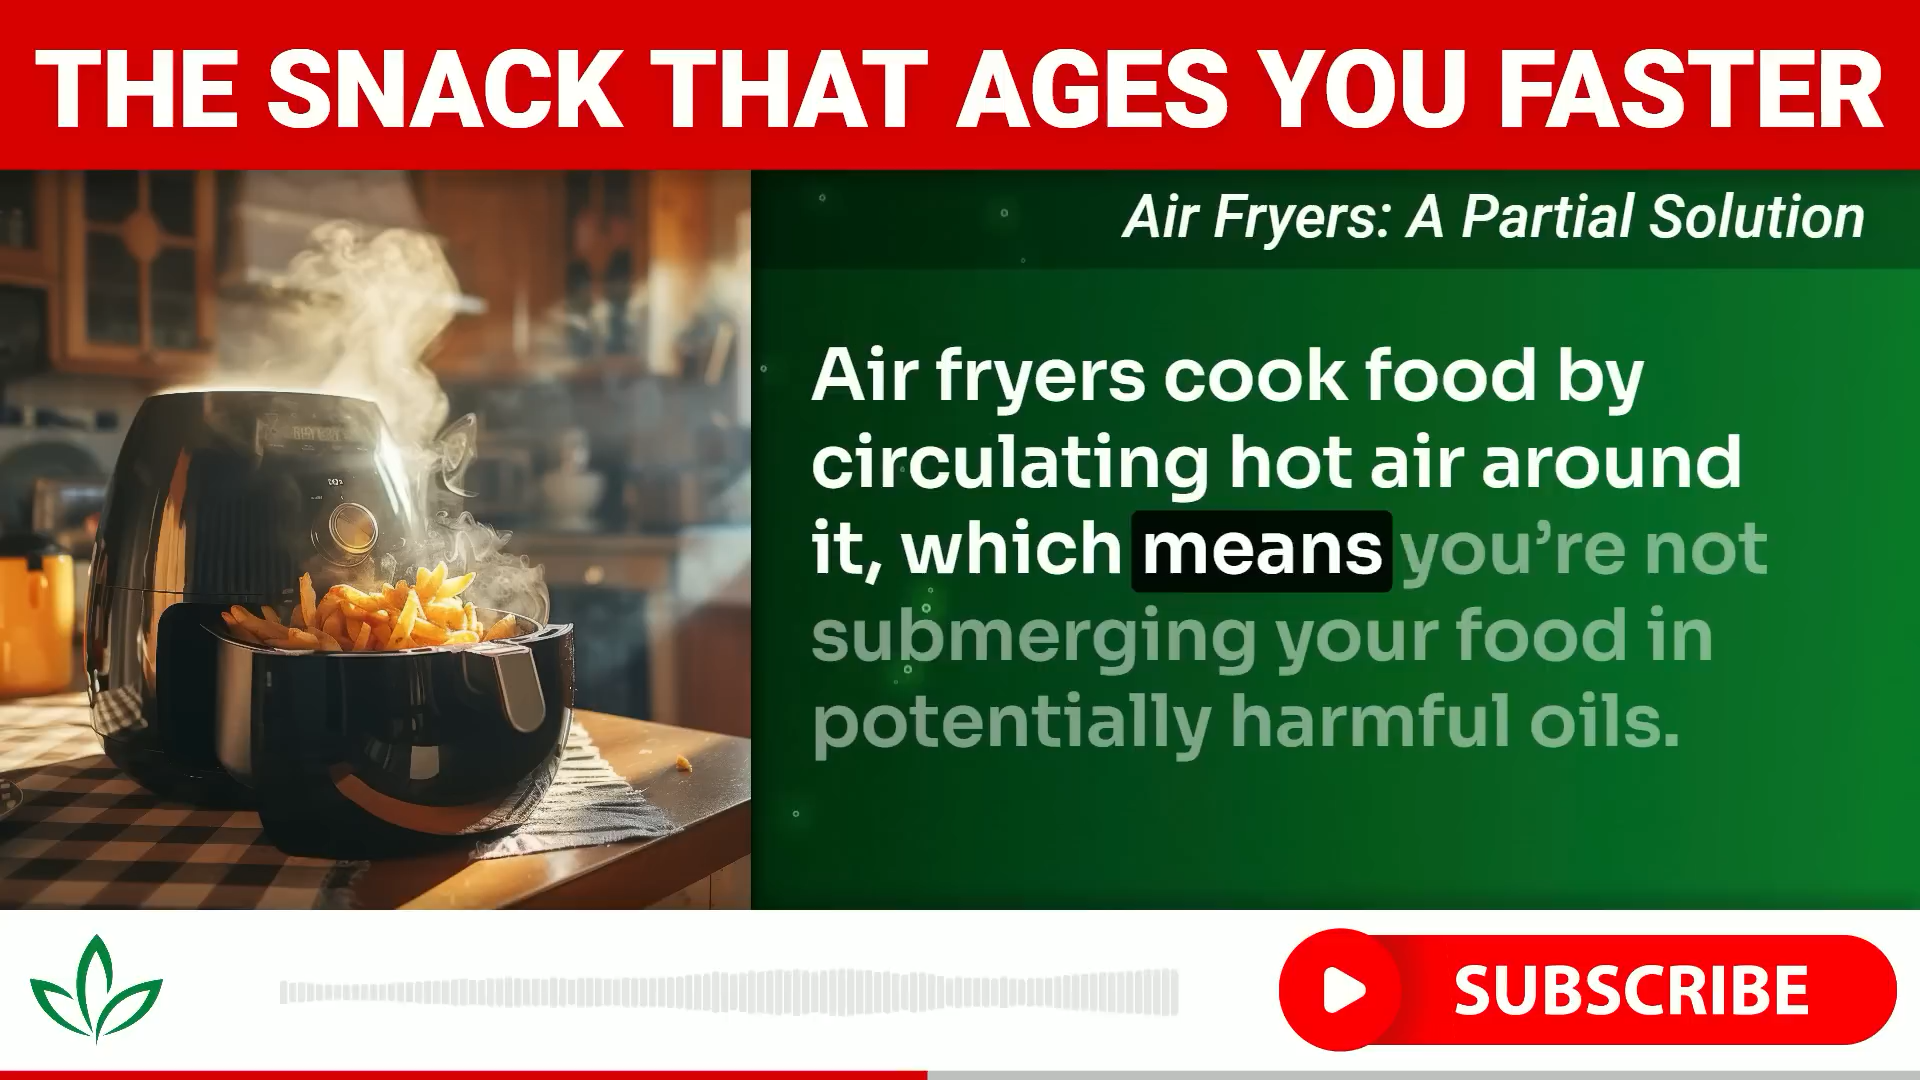 THE SNACK THAT AGES YOU FASTER
Air Fryers: A Partial Solution
Air fryers cook food by
circulating hot air around
it, which means you’re not
submerging your food in
potentially harmful oils.
SUBSCRIBE